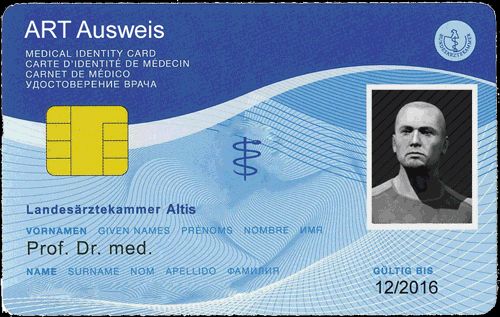 ART Ausweis
MEDICAL IDENTITY CARD
CARTE D'IDENTITÉ DE MÉDECIN
CARNET DE MÉDICO
УДОСТОВЕРЕНИЕ ВРАЧА
BUNDESÄRZTEKAMMER
Landesärztekammer Altis
VORNAMEN GIVEN NAMES PRÉNOMS NOMBRE ИМЯ
Prof. Dr. med.
NAME SURNAME NOM APELLIDO ФАМИЛИЯ
GÜLTIG BIS
12/2016